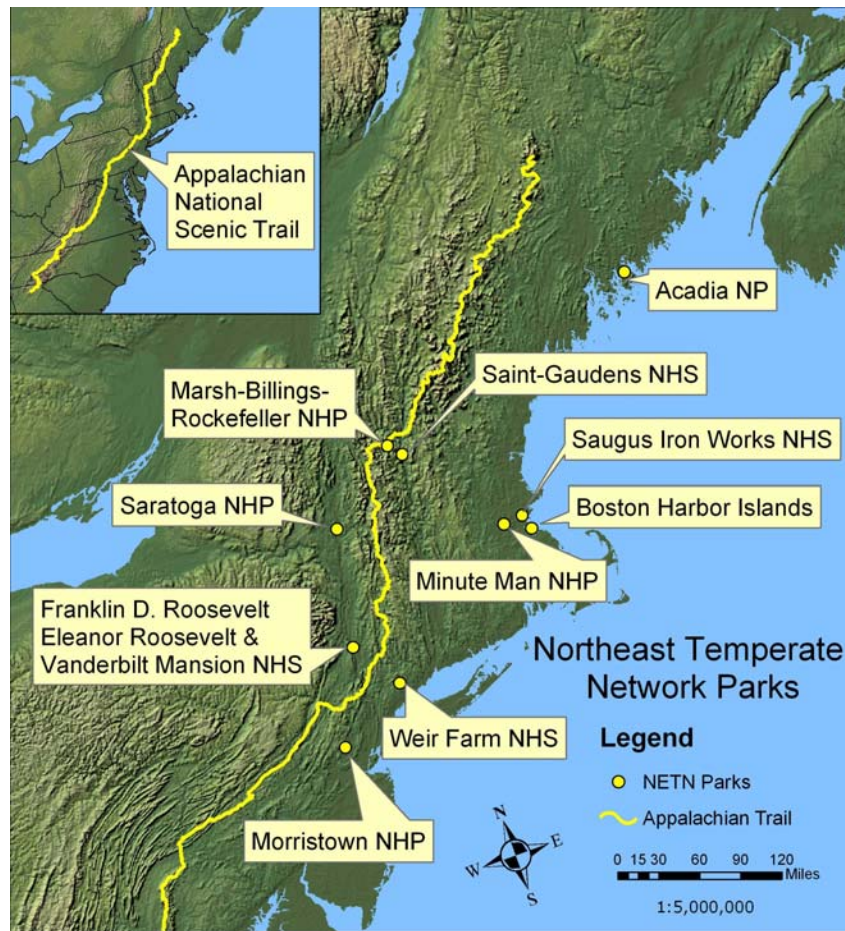 Appalachian
National
Scenic Trail
Acadia NP
Saint-Gaudens NHS
Marsh-Billings-
Rockefeller NHP
Saugus Iron Works NHS
Saratoga NHP
Boston Harbor Islands
Minute Man NHP
Franklin D. Roosevelt
Eleanor Roosevelt &
Vanderbilt Mansion NHS
Northeast Temperate
Network Parks
Weir Farm NHS
Legend
NETN Parks
Appalachian Trail
Morristown NHP
N
E
W
S
0 15 30 60 90 120
Miles
1:5,000,000